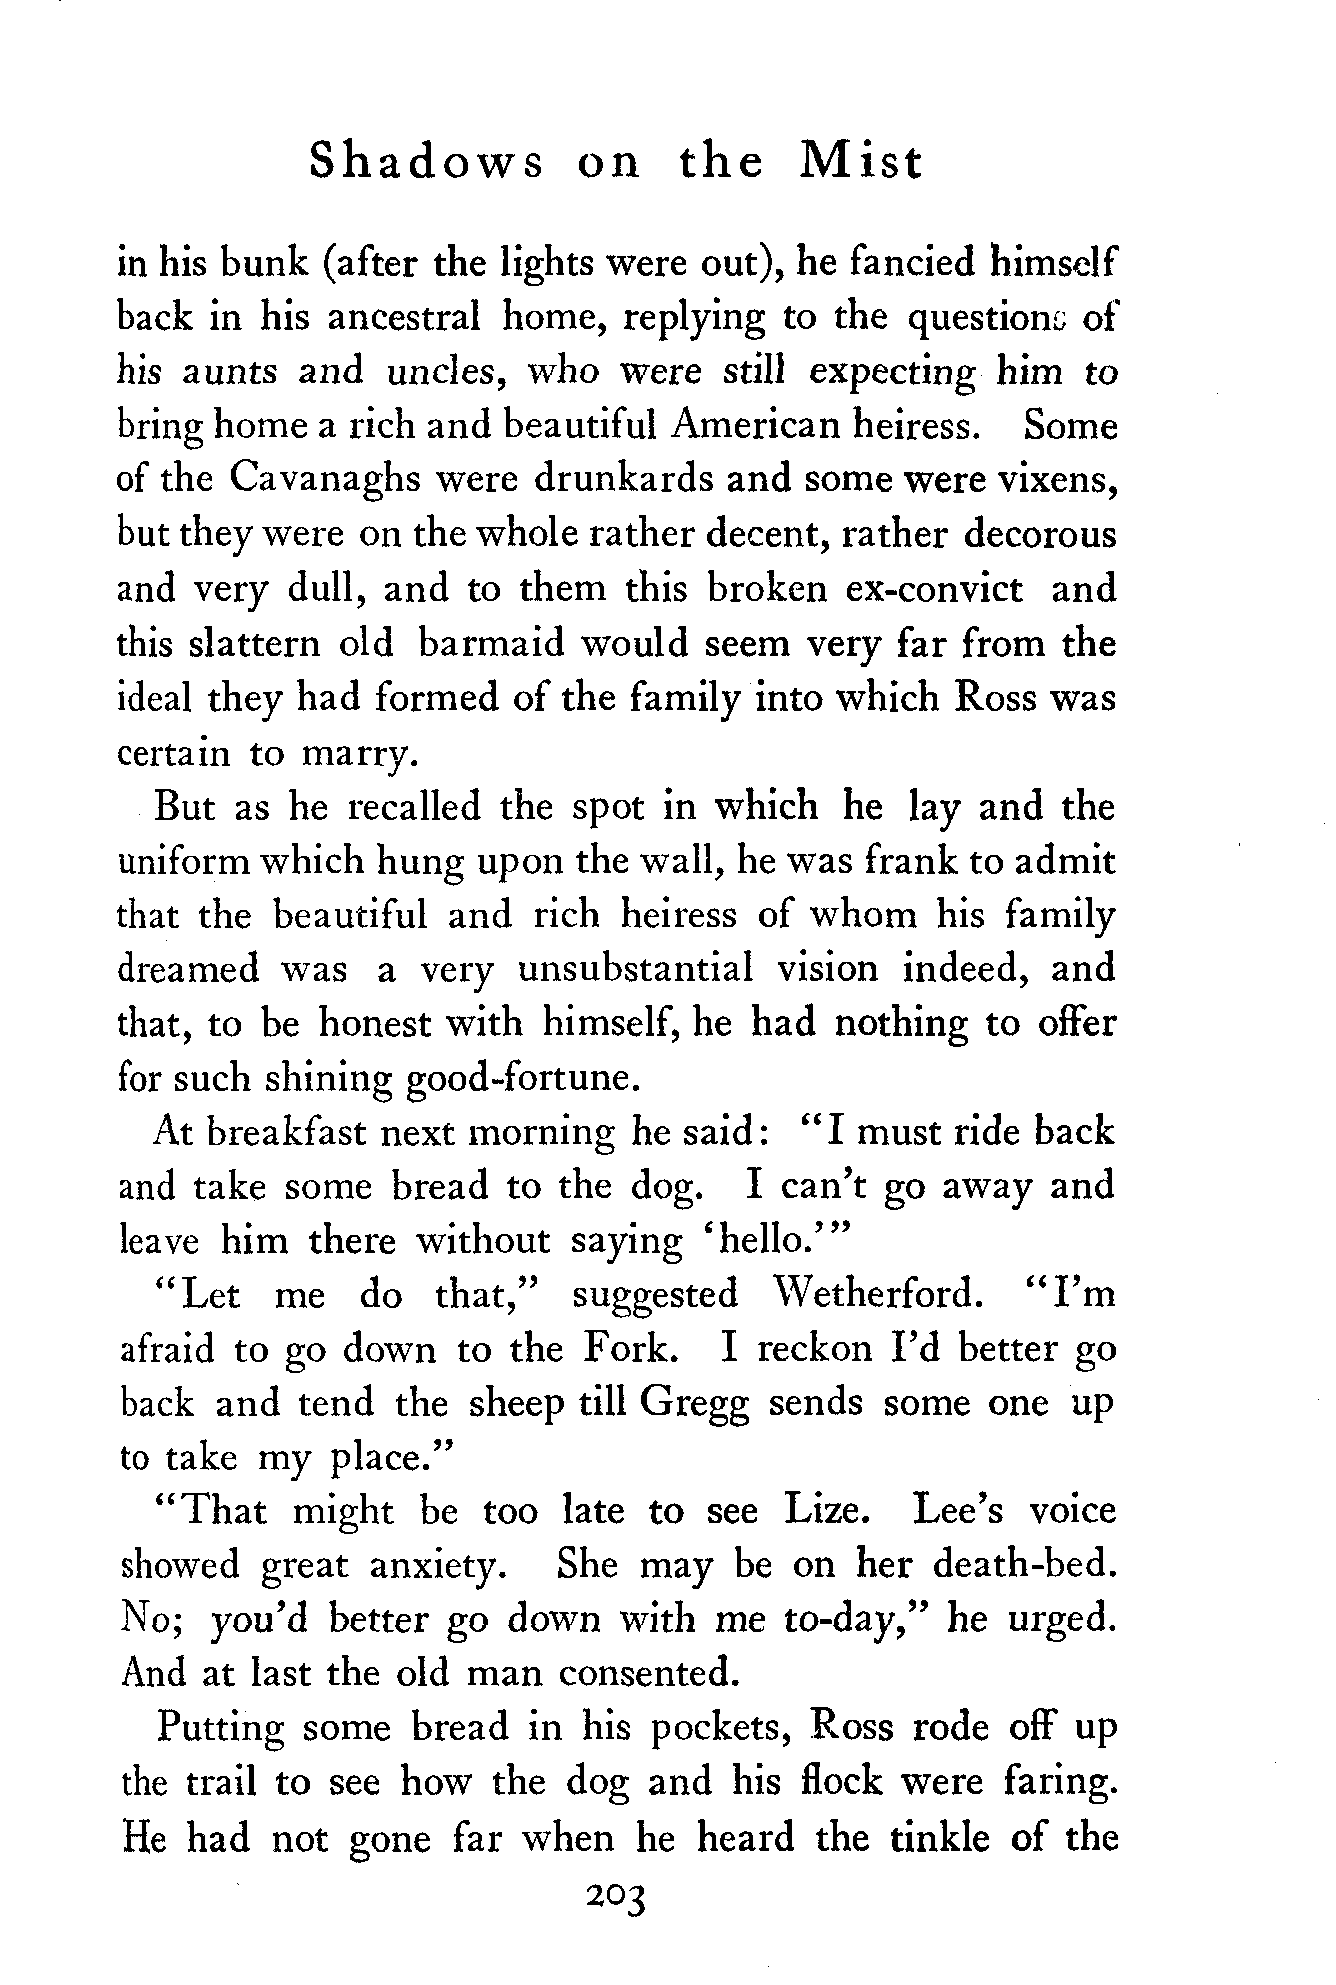 Shadows on the Mist
in his bunk (after the lights were out), he fancied himself
back in his ancestral home, replying to the questions of
his aunts and uncles, who were still expecting him to
bring home a rich and beautiful American heiress. Some
of the Cavanaghs were drunkards and some were vixens,
but they were on the whole rather decent, rather decorous
and very dull, and to them this broken ex-convict and
this slattern old barmaid would seem very far from the
ideal they had formed of the family into which Ross was
certain to marry.
But as he recalled the spot in which he lay and the
uniform which hung upon the wall, he was frank to admit
that the beautiful and rich heiress of whom his family
dreamed was a very unsubstantial vision indeed, and
that, to be honest with himself, he had nothing to offer
for such shining good-fortune.
At breakfast next morning he said: “I must ride back
and take some bread to the dog. I can’t go away and
leave him there without saying ‘hello.’”
“Let me do that,” suggested Wetherford. “I’m
afraid to go down to the Fork. I reckon I’d better go
back and tend the sheep till Gregg sends some one up
to take my place.”
“That might be too late to see Lize. Lee’s voice
showed great anxiety. She may be on her death-bed.
No; you’d better go down with me to-day,” he urged.
And at last the old man consented.
Putting some bread in his pockets, Ross rode off up
the trail to see how the dog and his flock were faring.
He had not gone far when he heard the tinkle of the
203